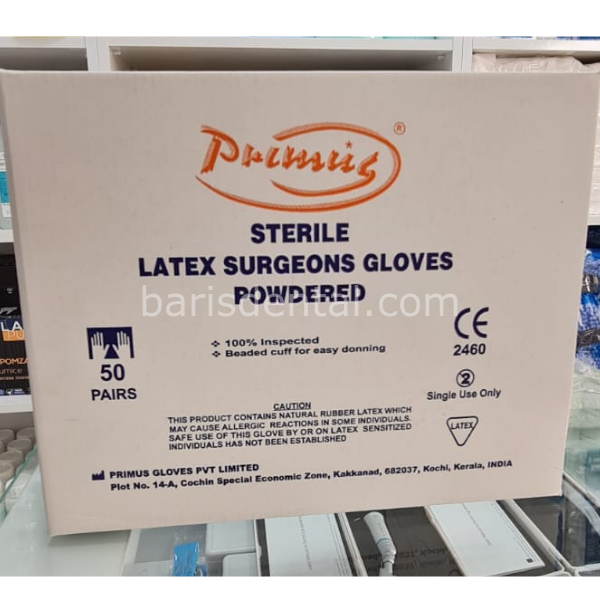 Primus ®
STERILE
LATEX SURGEONS GLOVES
POWDERED
barisdental.com
100% Inspected
Beaded cuff for easy donning
CE
2460
50
PAIRS
2
Single Use Only
LATEX
CAUTION
THIS PRODUCT CONTAINS NATURAL RUBBER LATEX WHICH
MAY CAUSE ALLERGIC REACTIONS IN SOME INDIVIDUALS.
SAFE USE OF THIS GLOVE BY OR ON LATEX SENSITIZED
INDIVIDUALS HAS NOT BEEN ESTABLISHED
PRIMUS GLOVES PVT LIMITED
Plot No. 14-A, Cochin Special Economic Zone, Kakkanad, 682037, Kochi, Kerala, INDIA